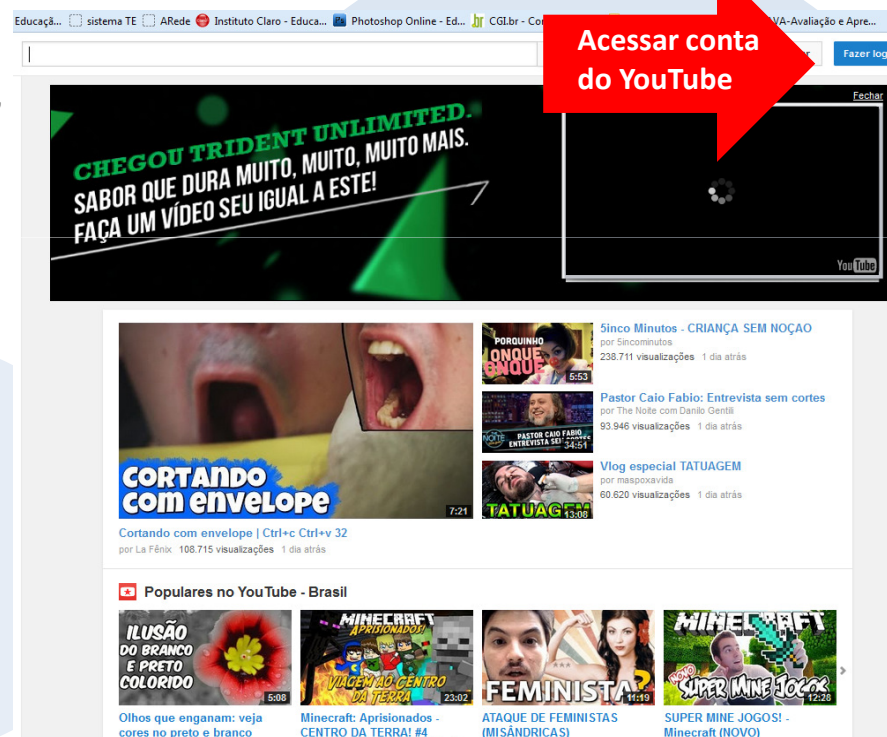 Educaçã... sistema TE ARede Instituto Claro - Educa... Photoshop Online - Ed... CGI.br - Co VA-Avaliação e Apre...
Acessar conta
do YouTube
Fazer log
Fechar
CHEGOU TRIDENT UNLIMITED.
SABOR QUE DURA MUITO, MUITO, MUITO MAIS.
FAÇA UM VÍDEO SEU IGUAL A ESTE!
YouTube
CORTANDO
COM ENVELOPE
7:21
Cortando com envelope | Ctrl+c Ctrl+v 32
por La Fênix 108.715 visualizações 1 dia atrás
PORQUINHO
ONQUE
ONQUE
5:53
5inco Minutos - CRIANÇA SEM NOÇAO
por 5incominutos
238.711 visualizações 1 dia atrás
NOITE
PASTOR CAIO FABIO
ENTREVISTA SEM CORTES
34:51
Pastor Caio Fabio: Entrevista sem cortes
por The Noite com Danilo Gentili
93.946 visualizações 1 dia atrás
TATUAGEM
13:08
Vlog especial TATUAGEM
por maspoxavida
60.620 visualizações 1 dia atrás
Populares no YouTube - Brasil
ILUSÃO
DO BRANCO
E PRETO
COLORIDO
5:08
Olhos que enganam: veja
cores no preto e branco
MINECRAFT
APRISIONADOS!
VIAGEM AO CENTRO
DA TERRA!
23:02
Minecraft: Aprisionados -
CENTRO DA TERRA! #4
FEMINISTA?
11:19
ATAQUE DE FEMINISTAS
(MISÂNDRICAS)
MINECRAFT
NOVO
SUPER MINE JOGOS
12:28
SUPER MINE JOGOS! -
Minecraft (NOVO)